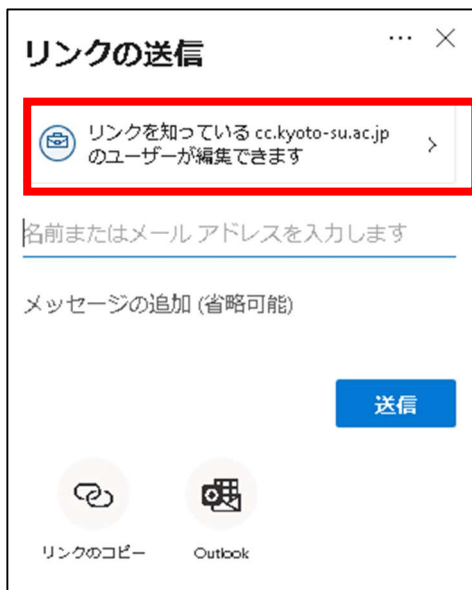 リンクの送信
リンクを知っている cc.kyoto-su.ac.jp
のユーザーが編集できます
名前またはメール アドレスを入力します
メッセージの追加 (省略可能)
送信
リンクのコピー
Outlook